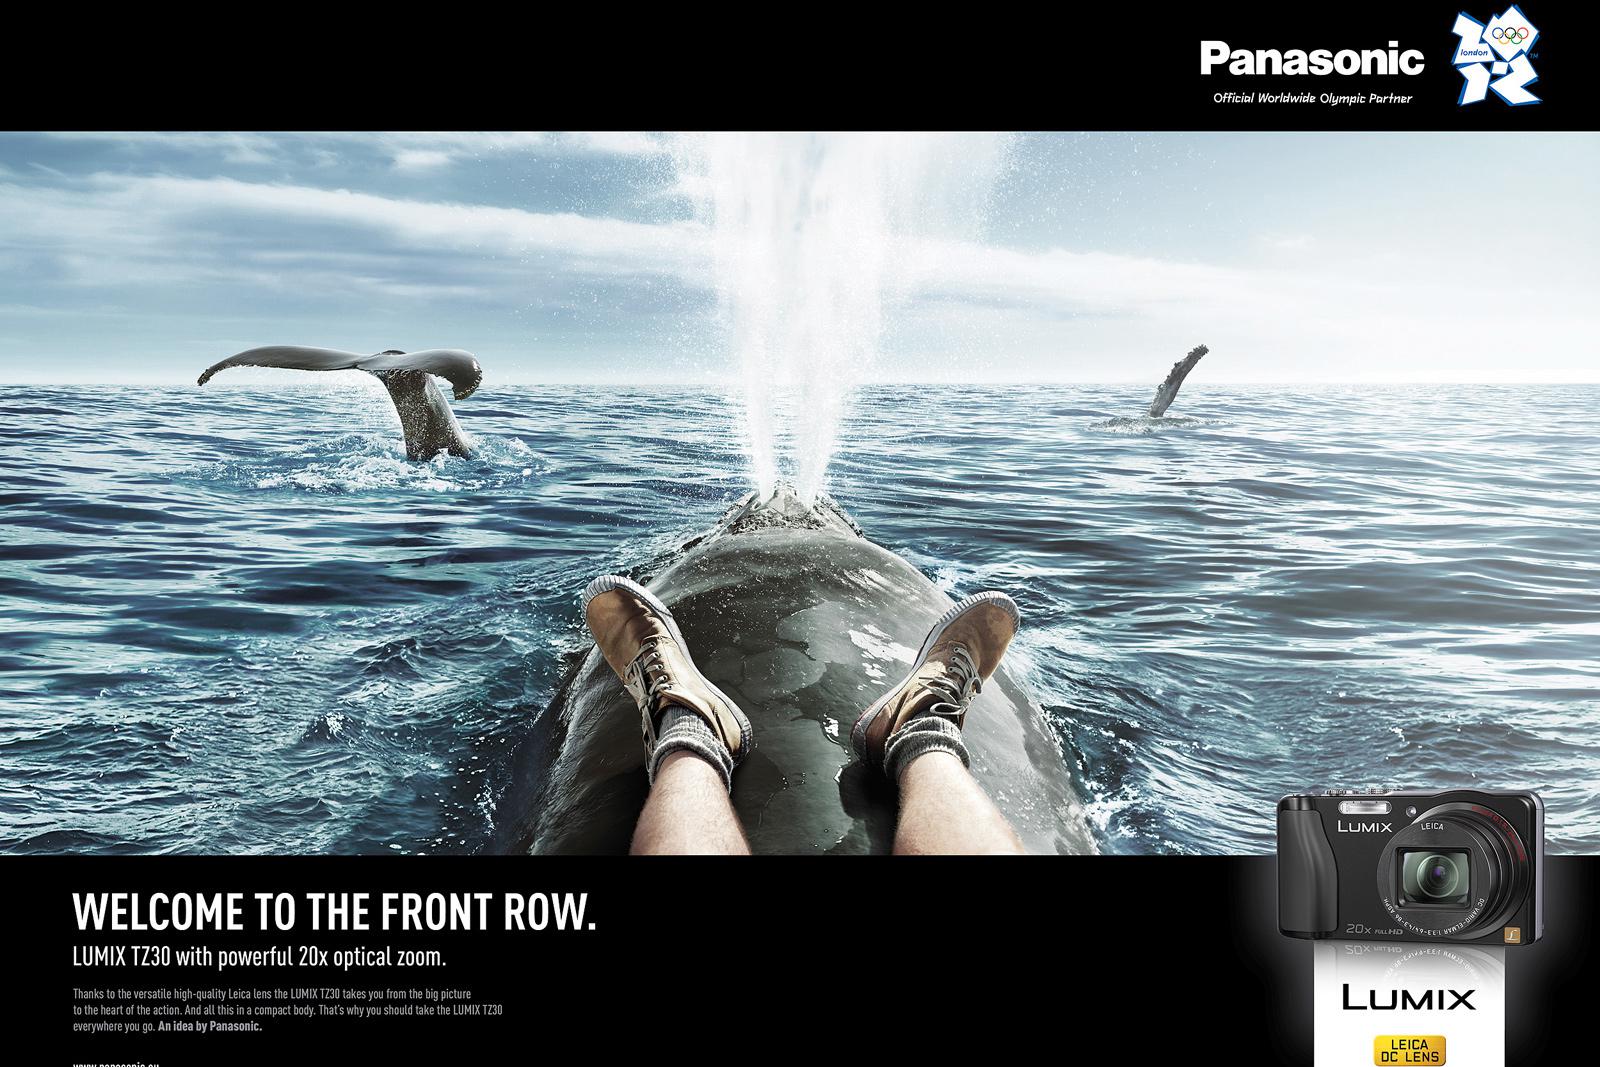 Panasonic
Official Worldwide Olympic Partner
london
WELCOME TO THE FRONT ROW.
LUMIX TZ30 with powerful 20x optical zoom.
Thanks to the versatile high-quality Leica lens the LUMIX TZ30 takes you from the big picture
to the heart of the action. And all this in a compact body. That's why you should take the LUMIX TZ30
everywhere you go. An idea by Panasonic.
www.panasonic.eu
LUMIX
LEICA
20x FULL HD
L
LUMIX
LEICA
DC LENS